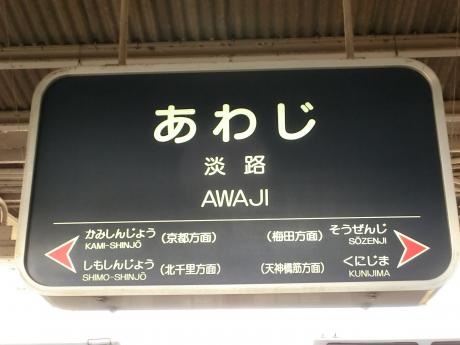 あわじ
淡路
AWAJI
かみしんじょう (京都方面) (梅田方面) そうぜんじ
KAMI-SHINJŌ SŌZENJI
しもしんじょう (北千里方面) (天神橋筋方面) くにじま
SHIMO-SHINJŌ KUNIJIMA